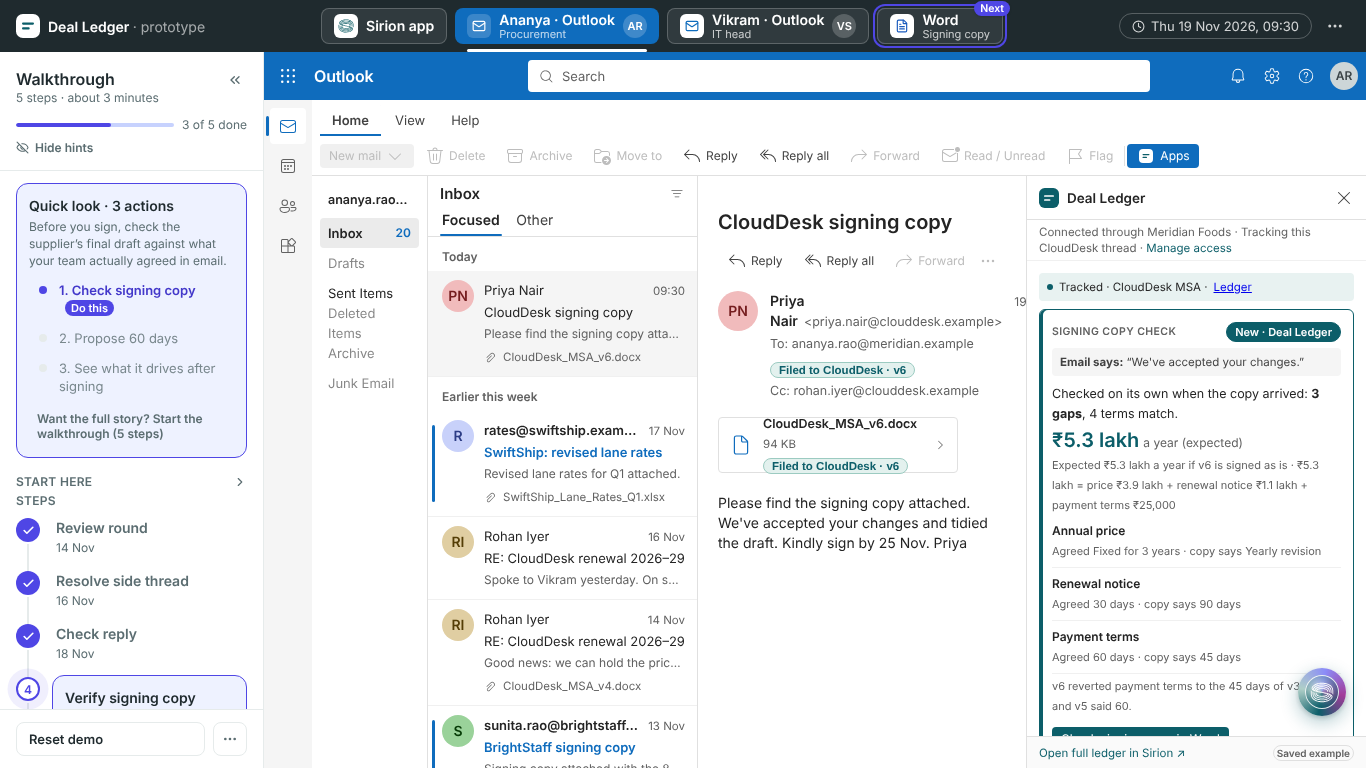 Deal Ledger · prototype
Sirion app
Ananya · Outlook
Procurement
AR
Vikram · Outlook
IT head
VS
Word
Signing copy
Next
Thu 19 Nov 2026, 09:30
Walkthrough
5 steps · about 3 minutes
3 of 5 done
Hide hints
Quick look · 3 actions
Before you sign, check the
supplier's final draft against what
your team actually agreed in email.
1. Check signing copy
Do this
2. Propose 60 days
3. See what it drives after
signing
Want the full story? Start the
walkthrough (5 steps)
START HERE
STEPS
Review round
14 Nov
Resolve side thread
16 Nov
Check reply
18 Nov
4
Verify signing copy
Reset demo
Outlook
Search
AR
Home
View
Help
New mail
Delete
Archive
Move to
Reply
Reply all
Forward
Read / Unread
Flag
Apps
ananya.rao...
Inbox 20
Drafts
Sent Items
Deleted
Items
Archive
Junk Email
Inbox
Focused
Other
Today
PN
Priya Nair 09:30
CloudDesk signing copy
Please find the signing copy atta...
CloudDesk_MSA_v6.docx
Earlier this week
R
rates@swiftship.exam... 17 Nov
SwiftShip: revised lane rates
Revised lane rates for Q1 attached.
SwiftShip_Lane_Rates_Q1.xlsx
RI
Rohan Iyer 16 Nov
RE: CloudDesk renewal 2026–29
Spoke to Vikram yesterday. On s...
RI
Rohan Iyer 14 Nov
RE: CloudDesk renewal 2026–29
Good news: we can hold the pric...
CloudDesk_MSA_v4.docx
S
sunita.rao@brightstaff... 13 Nov
BrightStaff signing copy
CloudDesk signing copy
Reply
Reply all
Forward
PN
Priya
Nair <priya.nair@clouddesk.example>
19
To: ananya.rao@meridian.example
Filed to CloudDesk · v6
Cc: rohan.iyer@clouddesk.example
CloudDesk_MSA_v6.docx
94 KB
Filed to CloudDesk · v6
Please find the signing copy attached.
We've accepted your changes and tidied
the draft. Kindly sign by 25 Nov. Priya
Deal Ledger
Connected through Meridian Foods · Tracking this
CloudDesk thread · Manage access
Tracked · CloudDesk MSA · Ledger
SIGNING COPY CHECK
New · Deal Ledger
Email says: “We've accepted your changes.”
Checked on its own when the copy arrived: 3
gaps, 4 terms match.
₹5.3 lakh a year (expected)
Expected ₹5.3 lakh a year if v6 is signed as is · ₹5.3
lakh = price ₹3.9 lakh + renewal notice ₹1.1 lakh +
payment terms ₹25,000
Annual price
Agreed Fixed for 3 years · copy says Yearly revision
Renewal notice
Agreed 30 days · copy says 90 days
Payment terms
Agreed 60 days · copy says 45 days
v6 reverted payment terms to the 45 days of v3
and v5 said 60.
Open full ledger in Sirion ↗
Saved example